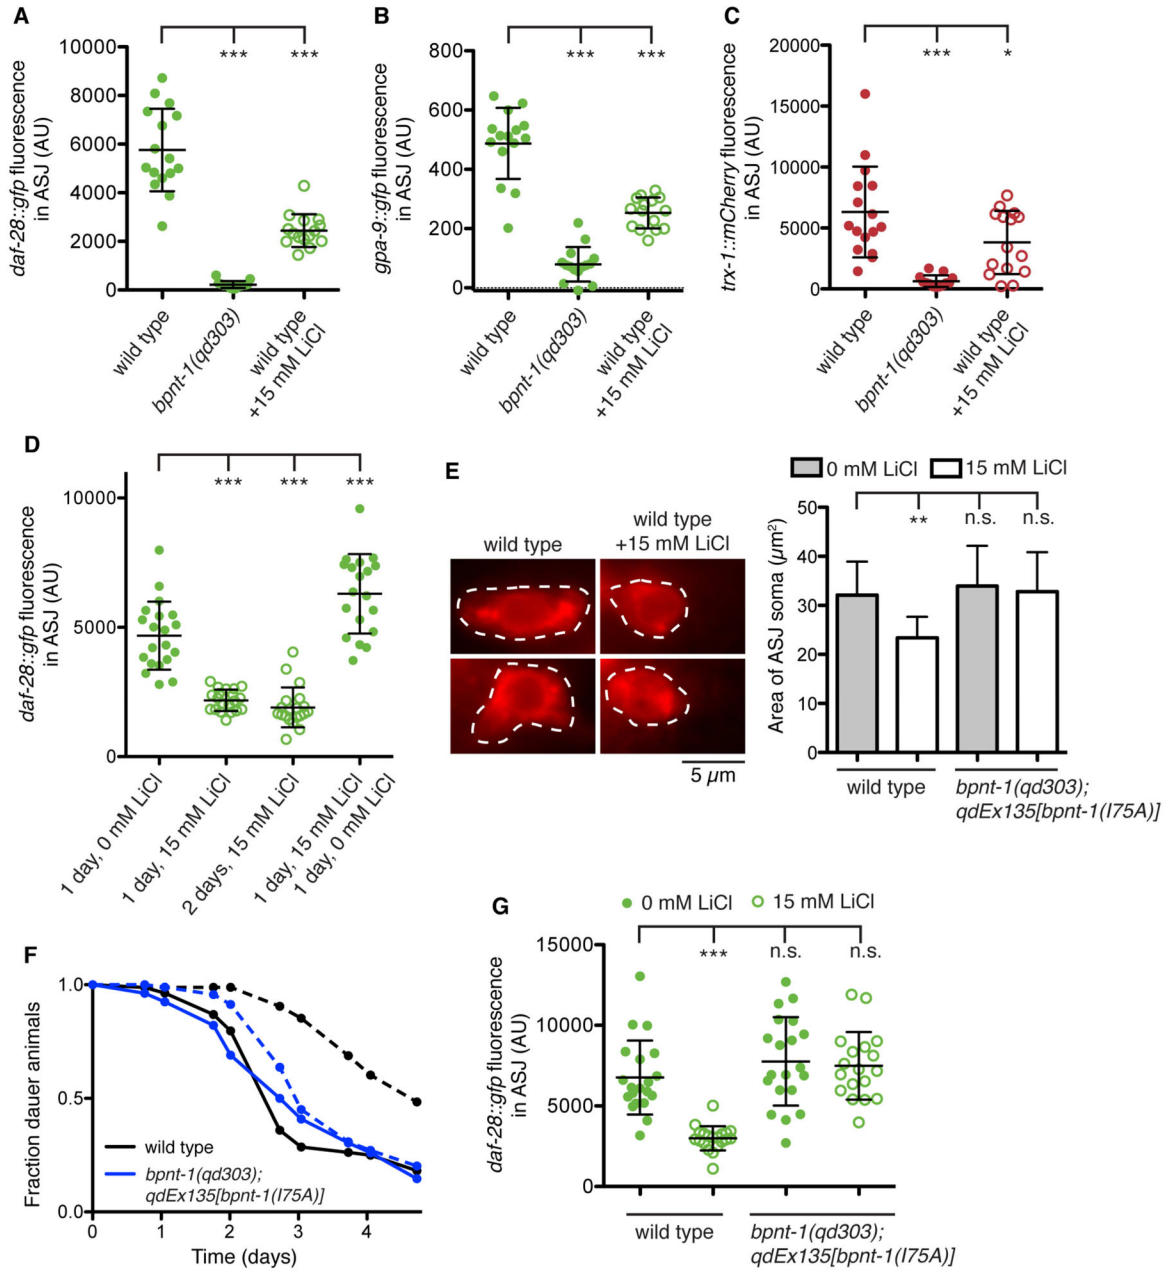 A
daf-28::gfp fluorescence
in ASJ (AU)
10000
8000
6000
4000
2000
0
***
***
wild type
bpnt-1(qd303)
wild type
+15 mM LiCl
B
gpa-9::gfp fluorescence
in ASJ (AU)
800
600
400
200
0
***
***
wild type
bpnt-1(qd303)
wild type
+15 mM LiCl
C
trx-1::mCherry fluorescence
in ASJ (AU)
20000
15000
10000
5000
0
***
*
wild type
bpnt-1(qd303)
wild type
+15 mM LiCl
D
daf-28::gfp fluorescence
in ASJ (AU)
10000
5000
0
***
***
***
1 day, 0 mM LiCl
1 day, 15 mM LiCl
2 days, 15 mM LiCl
1 day, 15 mM LiCl
1 day, 0 mM LiCl
E
wild type
wild type
+15 mM LiCl
5 µm
0 mM LiCl
15 mM LiCl
Area of ASJ soma (µm²)
50
40
30
20
10
0
**
n.s.
n.s.
wild type
bpnt-1(qd303);
qdEx135[bpnt-1(I75A)]
F
Fraction dauer animals
1.0
0.5
0.0
wild type
bpnt-1(qd303);
qdEx135[bpnt-1(I75A)]
0
1
2
3
4
Time (days)
G
0 mM LiCl
15 mM LiCl
daf-28::gfp fluorescence
in ASJ (AU)
15000
10000
5000
0
***
n.s.
n.s.
wild type
bpnt-1(qd303);
qdEx135[bpnt-1(I75A)]